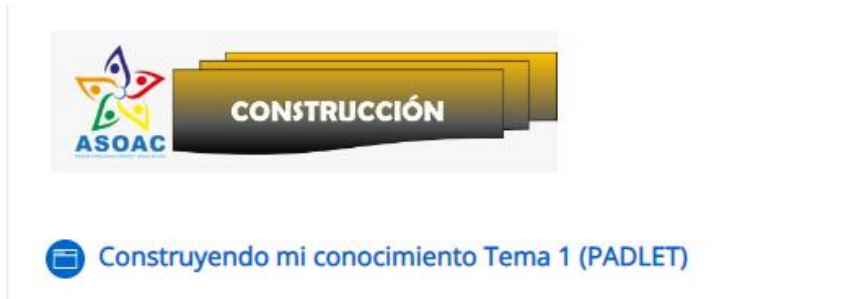 CONSTRUCCIÓN
ASOAC
Construyendo mi conocimiento Tema 1 (PADLET)